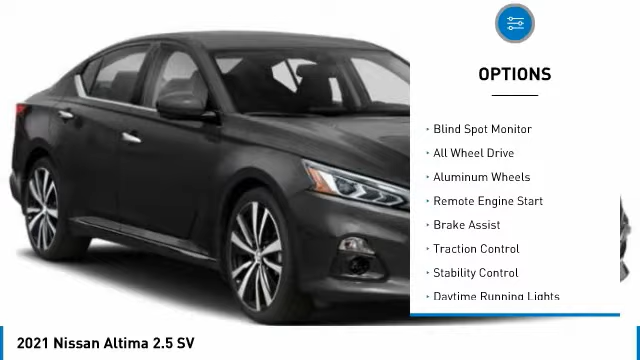 OPTIONS
Blind Spot Monitor
All Wheel Drive
Aluminum Wheels
Remote Engine Start
Brake Assist
Traction Control
Stability Control
Daytime Running Lights
2021 Nissan Altima 2.5 SV